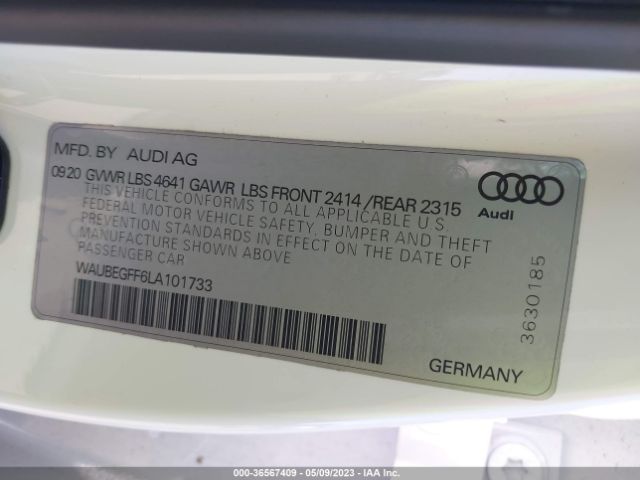 MFD. BY AUDI AG
0920 GVWR LBS 4641 GAWR LBS FRONT 2414 / REAR 2315
THIS VEHICLE CONFORMS TO ALL APPLICABLE U.S
FEDERAL MOTOR VEHICLE SAFETY, BUMPER AND THEFT
PREVENTION STANDARDS IN EFFECT ON THE DATE OF
MANUFACTURE SHOWN ABOVE
PASSENGER CAR
WAUBEGFF6LA101733
Audi
3630185
GERMANY
000-36567409 - 05/09/2023 - IAA Inc.